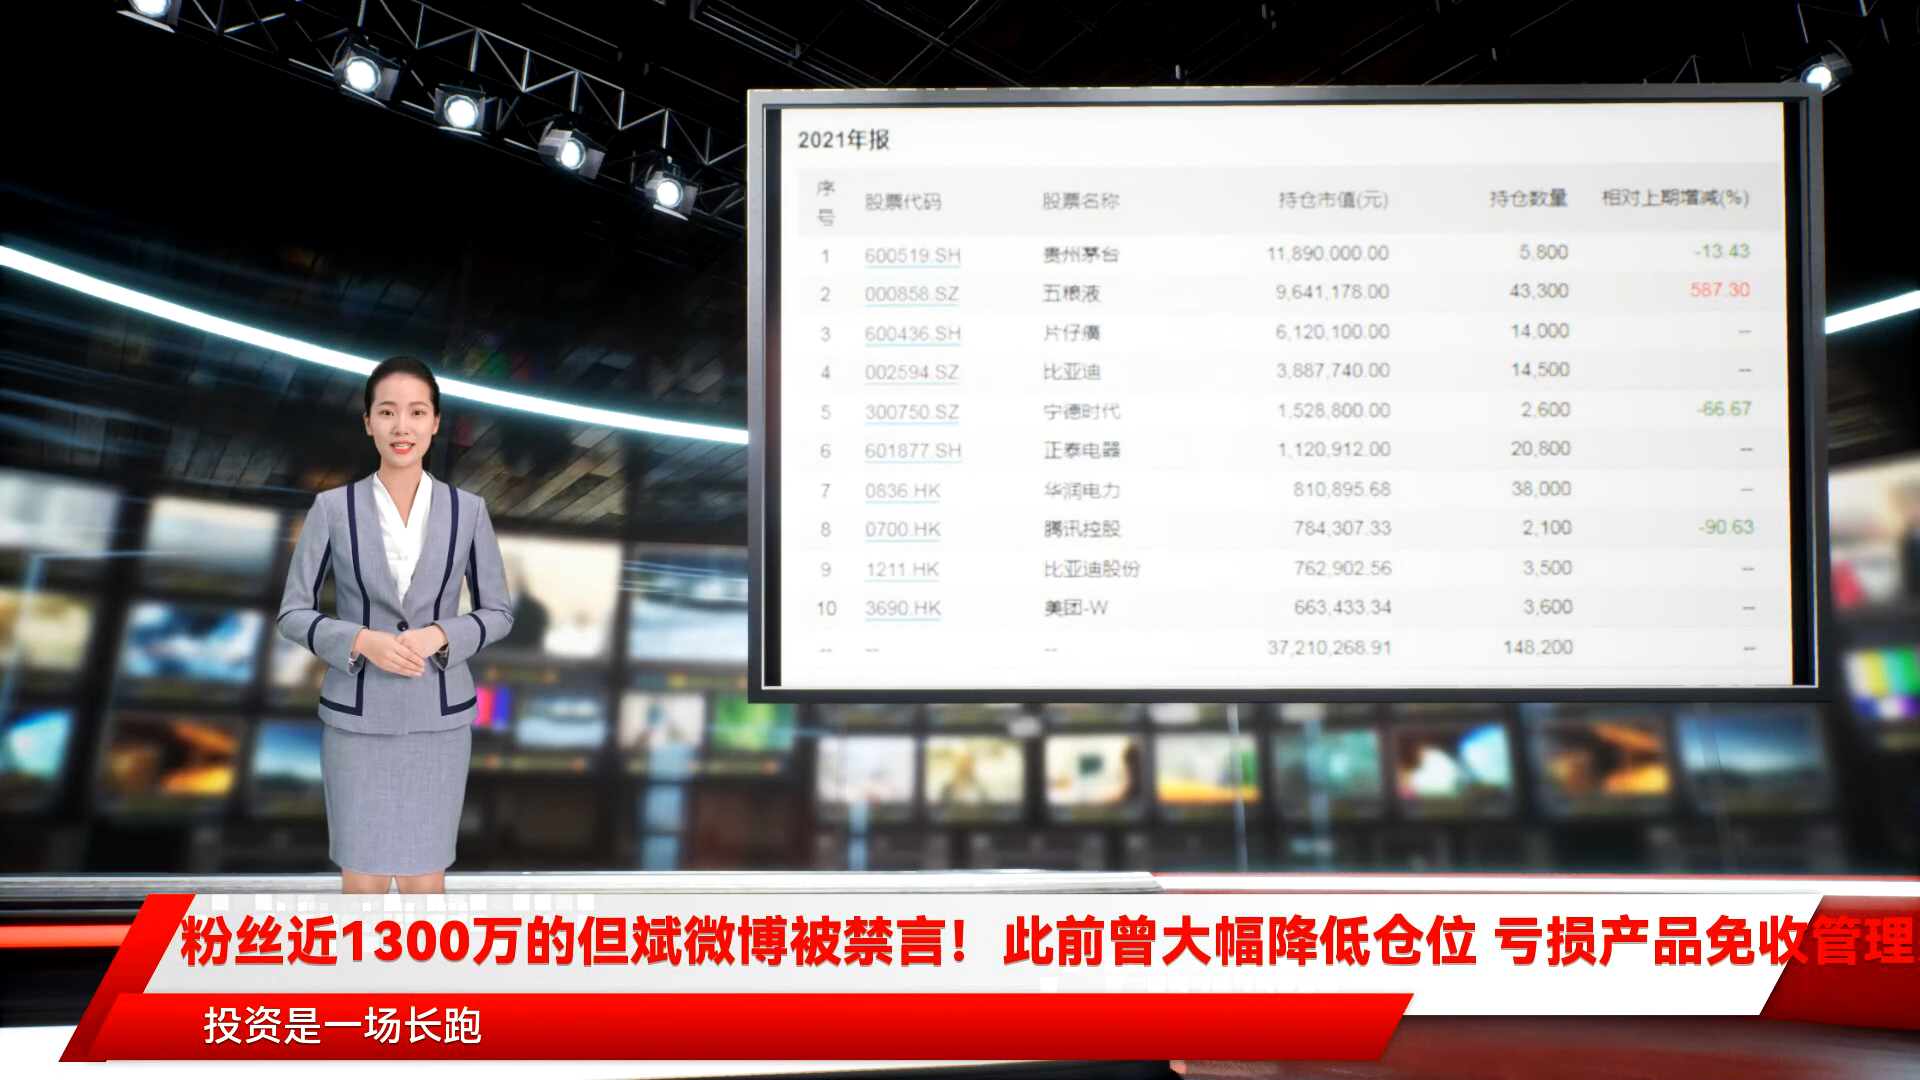 2021年报
序号 股票代码 股票名称 持仓市值(元) 持仓数量 相对上期增减(%)
1 600519.SH 贵州茅台 11,890,000.00 5,800 -13.43
2 000858.SZ 五粮液 9,641,178.00 43,300 587.30
3 600436.SH 片仔癀 6,120,100.00 14,000 --
4 002594.SZ 比亚迪 3,887,740.00 14,500 --
5 300750.SZ 宁德时代 1,528,800.00 2,600 -66.67
6 601877.SH 正泰电器 1,120,912.00 20,800 --
7 0836.HK 华润电力 810,895.68 38,000 --
8 0700.HK 腾讯控股 784,307.33 2,100 -90.63
9 1211.HK 比亚迪股份 762,902.56 3,500 --
10 3690.HK 美团-W 663,433.34 3,600 --
-- -- -- 37,210,268.91 148,200 --
粉丝近1300万的但斌微博被禁言！此前曾大幅降低仓位 亏损产品免收管理
投资是一场长跑